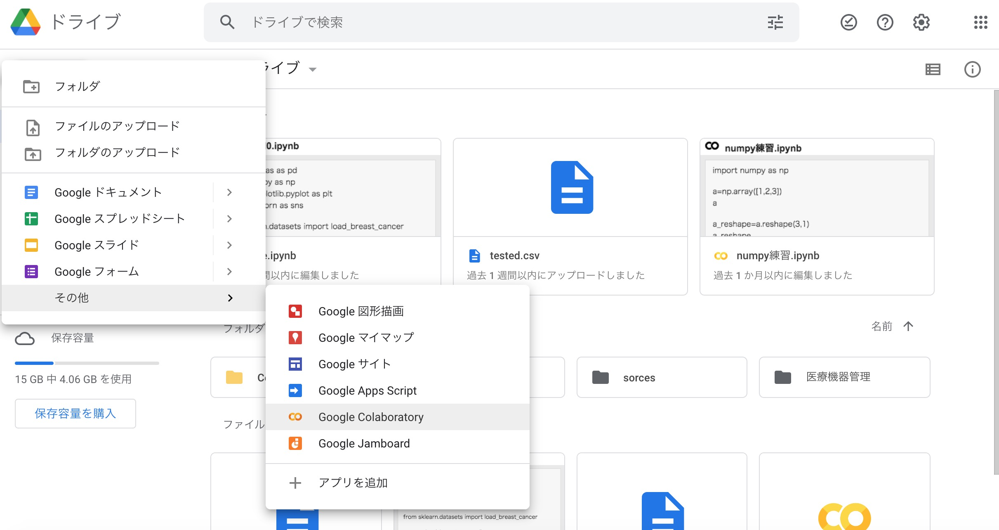 ドライブ
ドライブで検索
ライブ
フォルダ
ファイルのアップロード
フォルダのアップロード
Google ドキュメント
Google スプレッドシート
Google スライド
Google フォーム
その他
保存容量
15 GB 中 4.06 GB を使用
保存容量を購入
Google 図形描画
Google マイマップ
Google サイト
Google Apps Script
Google Colaboratory
Google Jamboard
アプリを追加
.ipynb
as as pd
py as np
lotlib.pyplot as plt
orn as sns
.datasets import load_breast_cancer
.ipynb
間以内に編集しました
tested.csv
過去 1 週間以内にアップロードしました
numpy練習.ipynb
import numpy as np
a=np.array([1,2,3])
a
a_reshape=a.reshape(3,1)
a_reshape
numpy練習.ipynb
過去 1 か月以内に編集しました
フォルダ
名前
sorces
医療機器管理
ファイル
from sklearn.datasets import load_breast_cancer